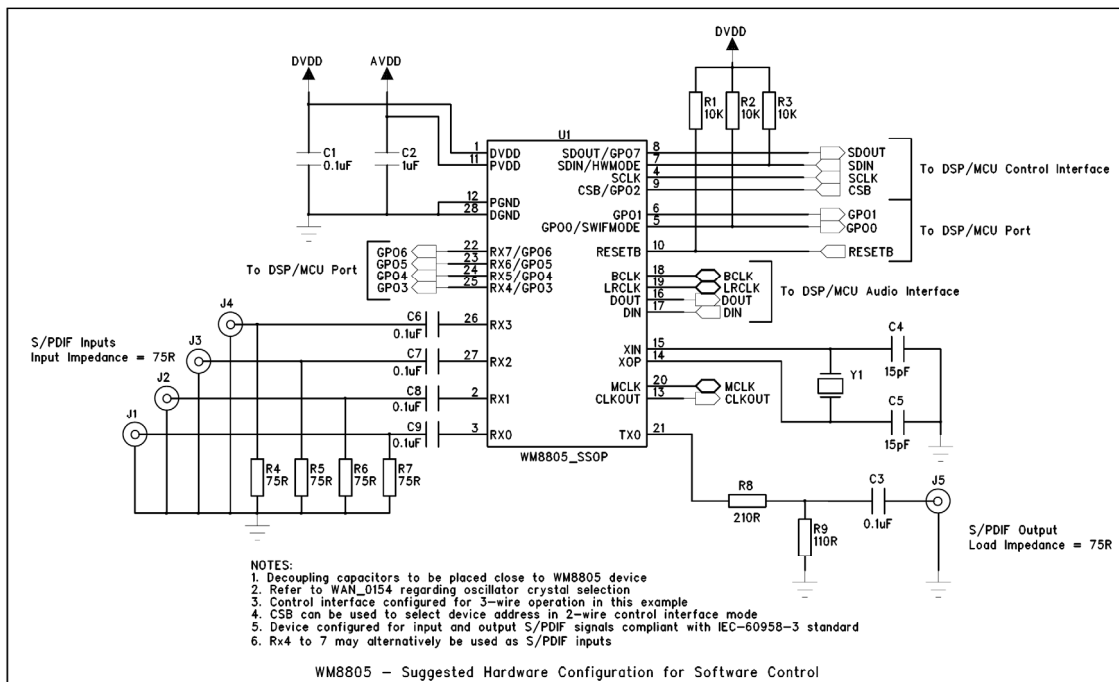 DVDD
AVDD
DVDD
R1
10K
R2
10K
R3
10K
C1
0.1uF
C2
1uF
U1
1 DVDD
11 PVDD
12 PGND
28 DGND
SDOUT/GPO7 8 SDOUT
SDIN/HWMODE 7 SDIN
SCLK 4 SCLK
CSB/GPO2 9 CSB
To DSP/MCU Control Interface
GPO1 6 GPO1
GPO0/SWIFMODE 5 GPO0
RESETB 10 RESETB
To DSP/MCU Port
To DSP/MCU Port
GPO6 22 RX7/GPO6
GPO5 23 RX6/GPO5
GPO4 24 RX5/GPO4
GPO3 25 RX4/GPO3
BCLK 18 BCLK
LRCLK 19 LRCLK
DOUT 16 DOUT
DIN 17 DIN
To DSP/MCU Audio Interface
S/PDIF Inputs
Input Impedance = 75R
J4
C6
0.1uF
26 RX3
J3
C7
0.1uF
27 RX2
J2
C8
0.1uF
2 RX1
J1
C9
0.1uF
3 RX0
XIN 15
XOP 14
Y1
C4
15pF
C5
15pF
MCLK 20 MCLK
CLKOUT 13 CLKOUT
TXO 21
WM8805_SSOP
R4
75R
R5
75R
R6
75R
R7
75R
R8
210R
R9
110R
C3
0.1uF
J5
S/PDIF Output
Load Impedance = 75R
NOTES:
1. Decoupling capacitors to be placed close to WM8805 device
2. Refer to WAN_0154 regarding oscillator crystal selection
3. Control interface configured for 3-wire operation in this example
4. CSB can be used to select device address in 2-wire control interface mode
5. Device configured for input and output S/PDIF signals compliant with IEC-60958-3 standard
6. Rx4 to 7 may alternatively be used as S/PDIF inputs
WM8805 - Suggested Hardware Configuration for Software Control